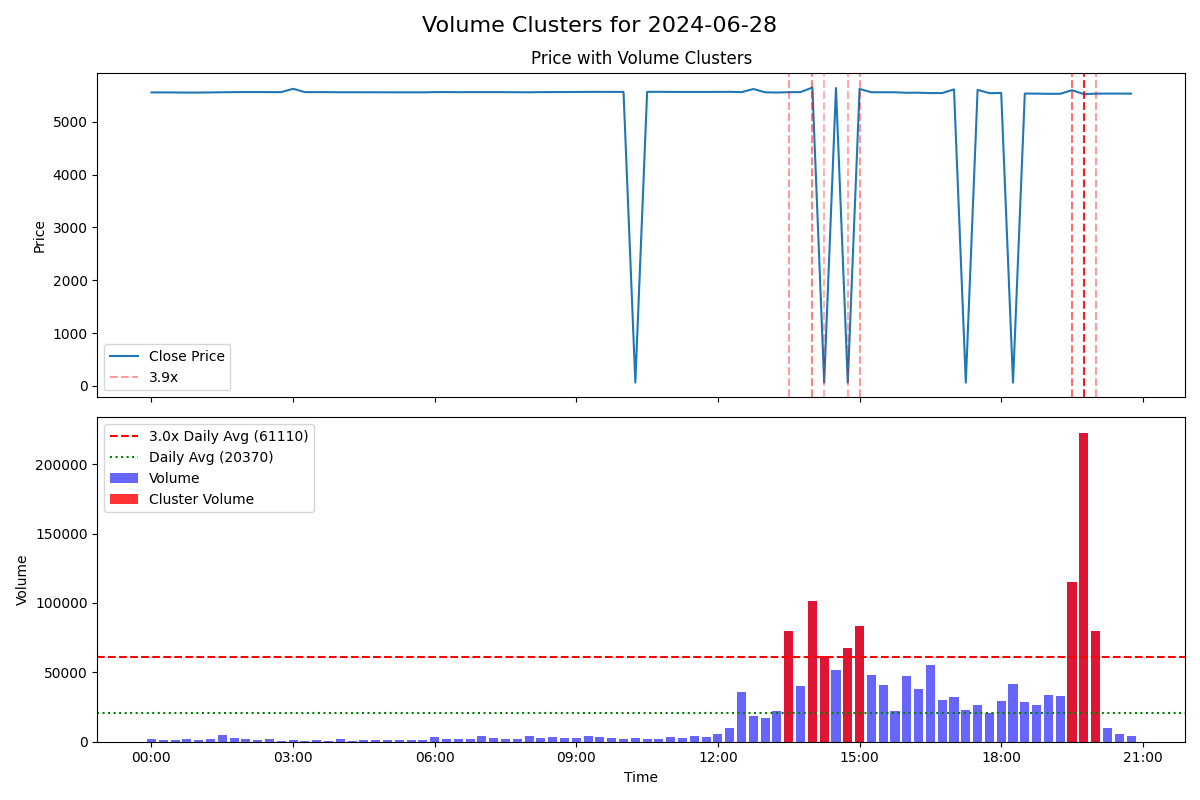 Volume Clusters for 2024-06-28
Price with Volume Clusters
Price
5000
4000
3000
2000
1000
0
Close Price
3.9x
3.0x Daily Avg (61110)
Daily Avg (20370)
Volume
Cluster Volume
Volume
200000
150000
100000
50000
0
00:00 03:00 06:00 09:00 12:00 15:00 18:00 21:00
Time